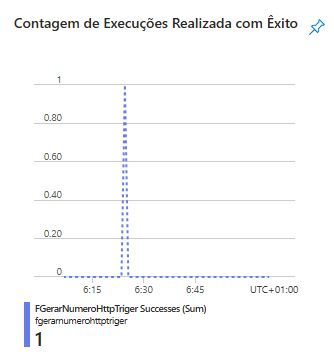 Contagem de Execuções Realizada com Êxito
1
0.80
0.60
0.40
0.20
0
6:15 6:30 6:45 UTC+01:00
FGerarNumeroHttpTriger Successes (Sum)
fgerarnumerohttptriger
1